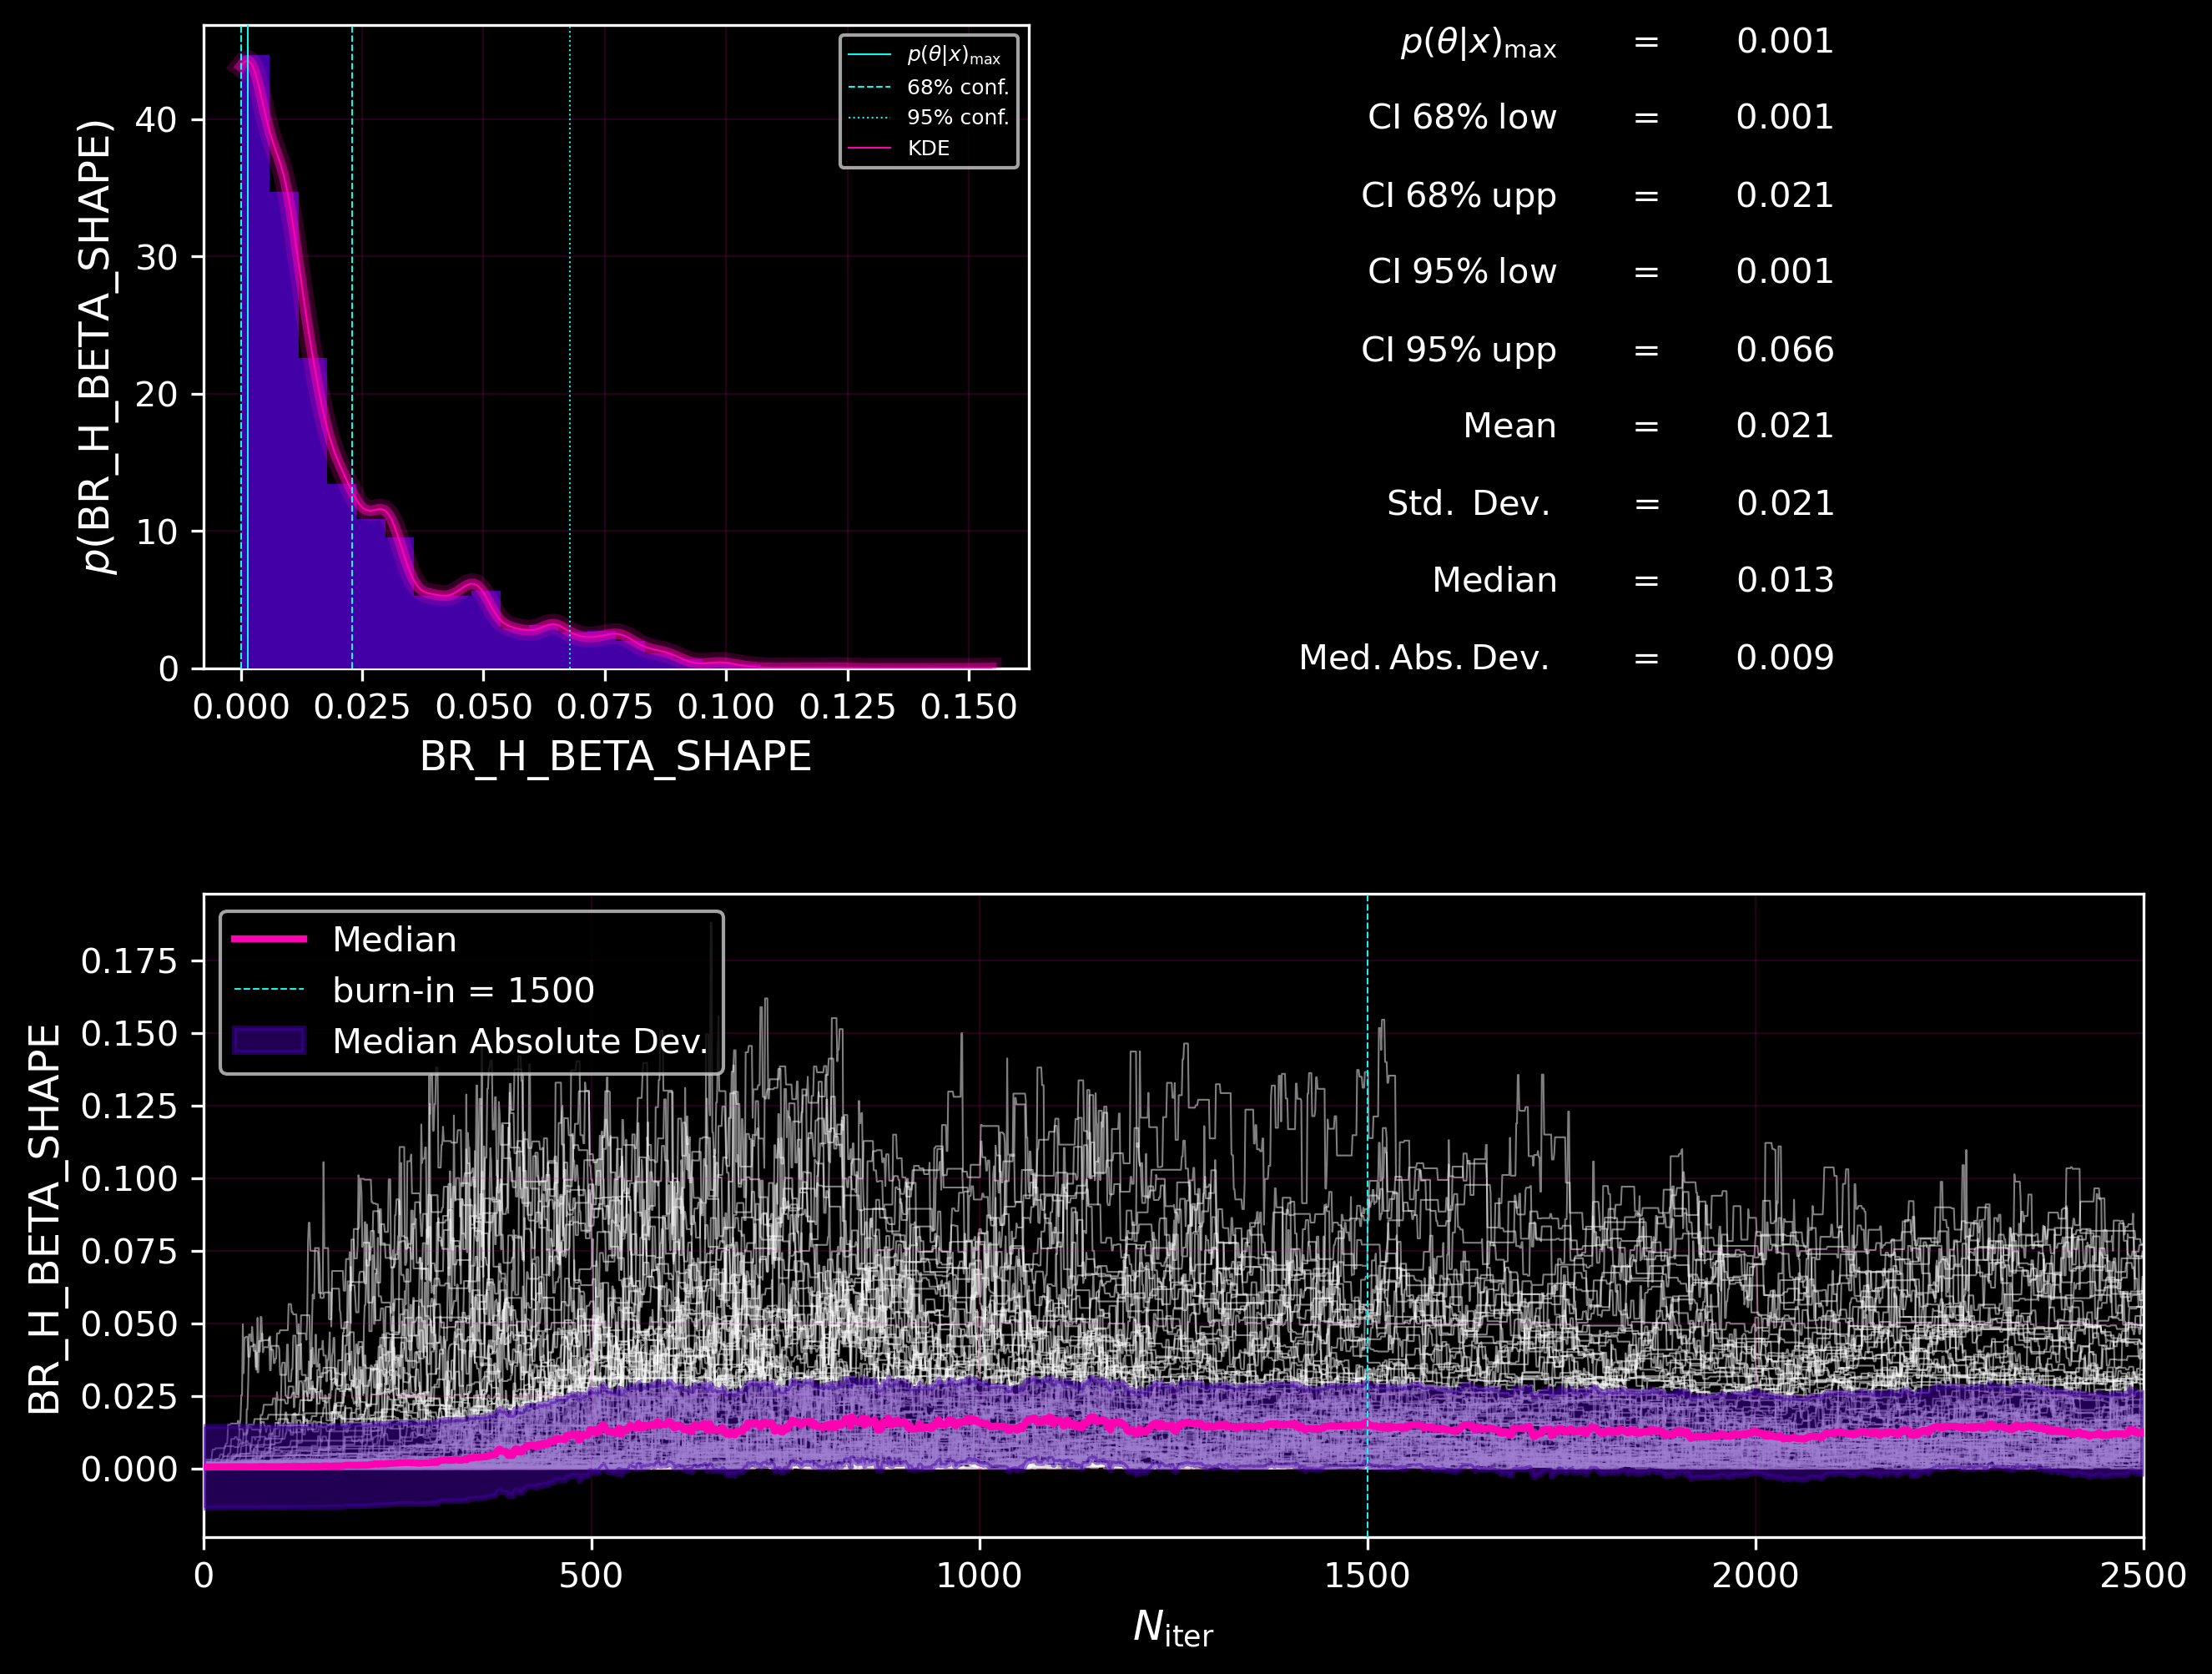 p(θ|x)max
68% conf.
95% conf.
KDE
p(BR_H_BETA_SHAPE)
40
30
20
10
0
0.000 0.025 0.050 0.075 0.100 0.125 0.150
BR_H_BETA_SHAPE
p(θ|x)max = 0.001
CI 68% low = 0.001
CI 68% upp = 0.021
CI 95% low = 0.001
CI 95% upp = 0.066
Mean = 0.021
Std. Dev. = 0.021
Median = 0.013
Med. Abs. Dev. = 0.009
Median
burn-in = 1500
Median Absolute Dev.
BR_H_BETA_SHAPE
0.175
0.150
0.125
0.100
0.075
0.050
0.025
0.000
0 500 1000 1500 2000 2500
Niter